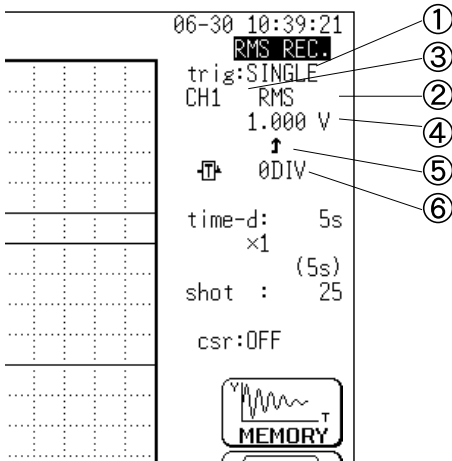 06-30 10:39:21
RMS REC.
trig:SINGLE
CH1 RMS
1.000 V
↑
T 0DIV
time-d: 5s
×1
(5s)
shot : 25
csr:OFF
Y T
MEMORY
①
③
②
④
⑤
⑥